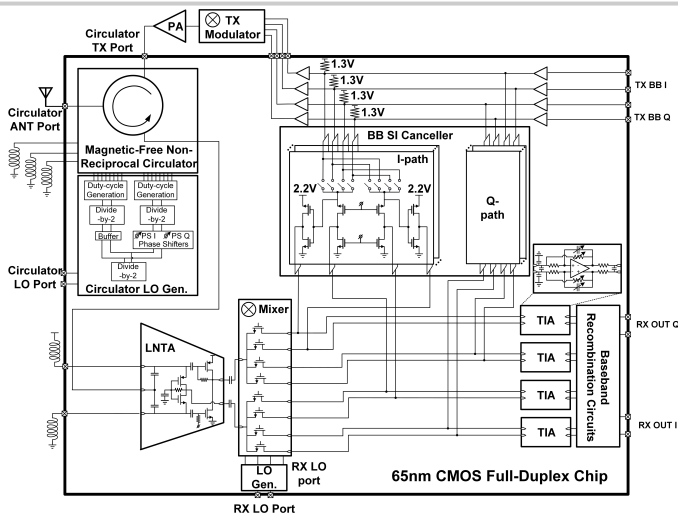 Circulator
TX Port
PA
TX
Modulator
1.3V
1.3V
1.3V
1.3V
TX BB I
TX BB Q
Circulator
ANT Port
Magnetic-Free Non-
Reciprocal Circulator
BB SI Canceller
I-path
2.2V
2.2V
Q-
path
Duty-cycle
Generation
Duty-cycle
Generation
Divide
-by-2
Divide
-by-2
Buffer
PS I
PS Q
Phase Shifters
Divide
-by-2
Circulator LO Gen.
Circulator
LO Port
LNTA
Mixer
TIA
TIA
TIA
TIA
Baseband
Recombination Circuits
RX OUT Q
RX OUT I
LO
Gen.
RX LO
port
65nm CMOS Full-Duplex Chip
RX LO Port